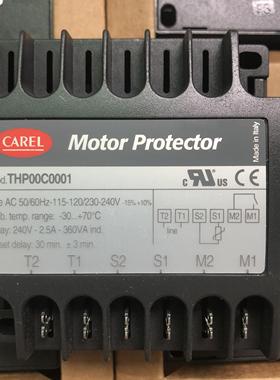 CAREL
Motor Protector
Made in Italy
d. THP00C0001
c us
e AC 50/60Hz-115-120/230-240V -15%+10%
b. temp. range: -30...+70°C
ay: 240V - 2.5A - 360VA ind.
set delay: 30 min. ± 3 min.
T2 T1 S2 S1 M2 M1
line
T2 T1 S2 S1 M2 M1